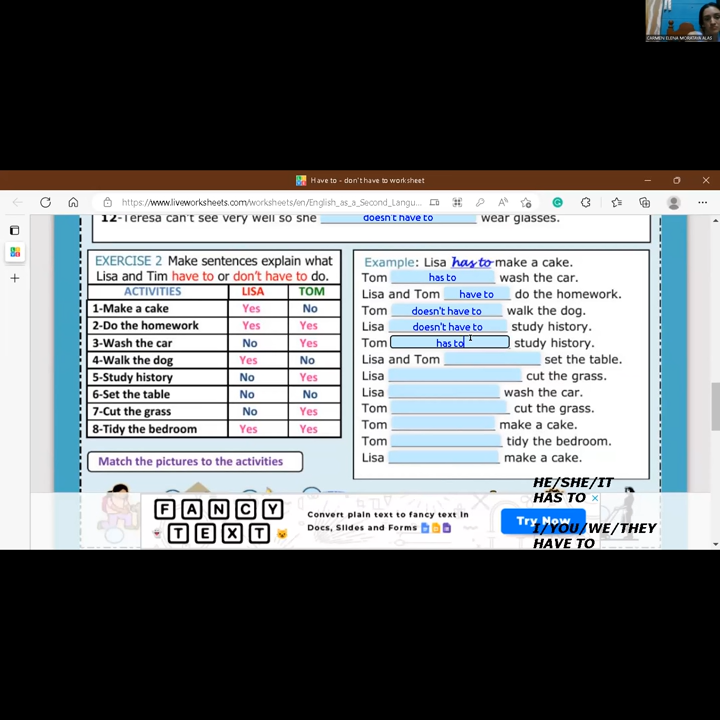 CARMEN ELENA MORATAYA ALAS
Have to - don't have to worksheet
https://www.liveworksheets.com/worksheets/en/English_as_a_Second_Langu...
12-Teresa can't see very well so she doesn't have to wear glasses.
EXERCISE 2 Make sentences explain what
Lisa and Tim have to or don't have to do.
ACTIVITIES LISA TOM
1-Make a cake Yes No
2-Do the homework Yes Yes
3-Wash the car No Yes
4-Walk the dog Yes No
5-Study history No Yes
6-Set the table No No
7-Cut the grass No Yes
8-Tidy the bedroom Yes Yes
Match the pictures to the activities
Example: Lisa has to make a cake.
Tom has to wash the car.
Lisa and Tom have to do the homework.
Tom doesn't have to walk the dog.
Lisa doesn't have to study history.
Tom has to study history.
Lisa and Tom set the table.
Lisa cut the grass.
Lisa wash the car.
Tom cut the grass.
Tom make a cake.
Tom tidy the bedroom.
Lisa make a cake.
HE/SHE/IT
HAS TO
I/YOU/WE/THEY
HAVE TO
FANCY
TEXT
Convert plain text to fancy text in
Docs, Slides and Forms
Try Now